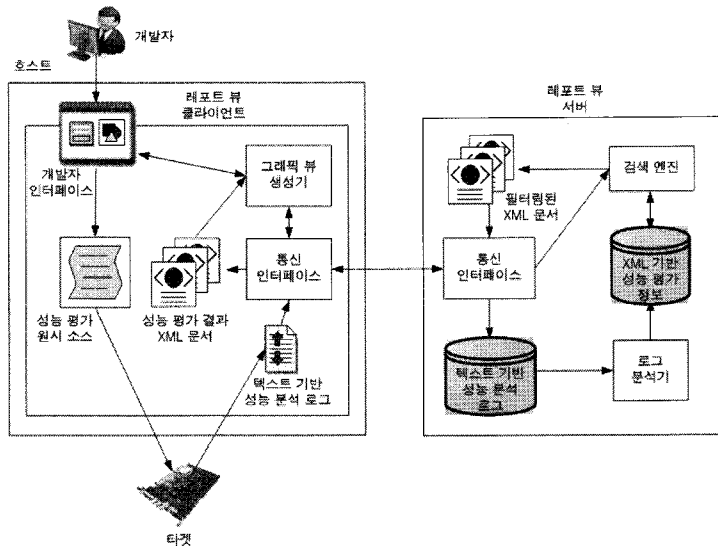 개발자
호스트
레포트 뷰
클라이언트
개발자
인터페이스
그래픽 뷰
생성기
통신
인터페이스
성능 평가
원시 소스
성능 평가 결과
XML 문서
텍스트 기반
성능 분석 로그
타겟
레포트 뷰
서버
필터링된
XML 문서
검색 엔진
통신
인터페이스
XML 기반
성능 평가
정보
텍스트 기반
성능 분석
로그
로그
분석기